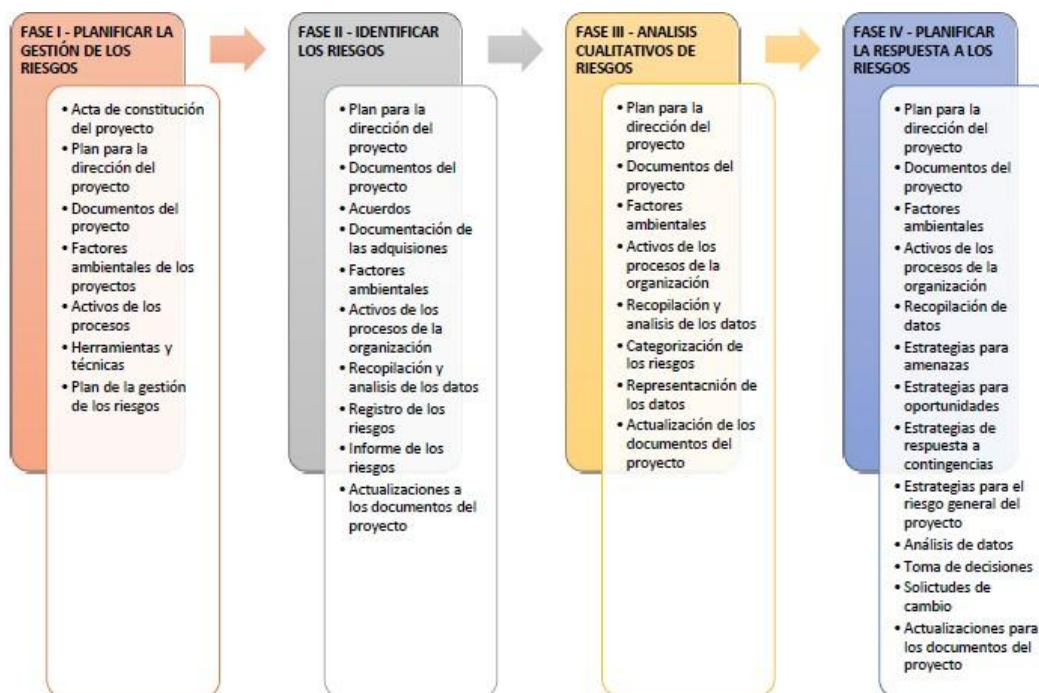 FASE I - PLANIFICAR LA
GESTIÓN DE LOS
RIESGOS
• Acta de constitución
del proyecto
• Plan para la
dirección del
proyecto
• Documentos del
proyecto
• Factores
ambientales de los
proyectos
• Activos de los
procesos
• Herramientas y
técnicas
• Plan de la gestión
de los riesgos
FASE II - IDENTIFICAR
LOS RIESGOS
• Plan para la
dirección del
proyecto
• Documentos del
proyecto
• Acuerdos
• Documentación de
las adquisiones
• Factores
ambientales
• Activos de los
procesos de la
organización
• Recopilación y
analisis de los datos
• Registro de los
riesgos
• Informe de los
riesgos
• Actualizaciones a
los documentos del
proyecto
FASE III - ANALISIS
CUALITATIVOS DE
RIESGOS
• Plan para la
dirección del
proyecto
• Documentos del
proyecto
• Factores
ambientales
• Activos de los
procesos de la
organización
• Recopilación y
analisis de los datos
• Categorización de
los riesgos
• Representacnión de
los datos
• Actualización de los
documentos del
proyecto
FASE IV - PLANIFICAR
LA RESPUESTA A LOS
RIESGOS
• Plan para la
dirección del
proyecto
• Documentos del
proyecto
• Factores
ambientales
• Activos de los
procesos de la
organización
• Recopilación de
datos
• Estrategias para
amenazas
• Estrategias para
oportunidades
• Estrategias de
respuesta a
contingencias
• Estrategias para el
riesgo general del
proyecto
• Análisis de datos
• Toma de decisiones
• Solictudes de
cambio
• Actualizaciones para
los documentos del
proyecto